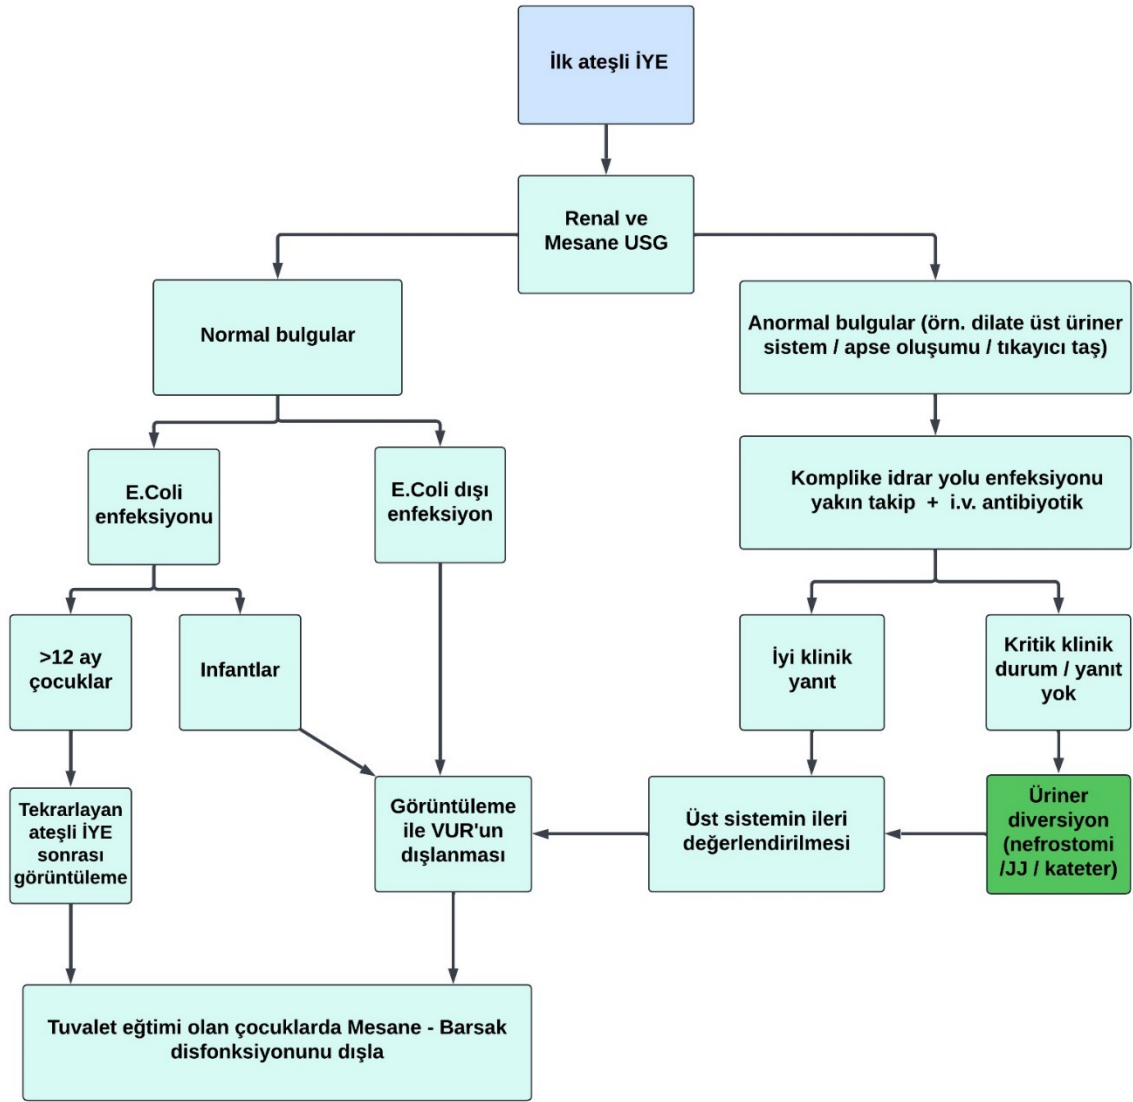 İlk ateşli İYE
Renal ve
Mesane USG
Normal bulgular
Anormal bulgular (örn. dilate üst üriner
sistem / apse oluşumu / tıkayıcı taş)
E.Coli
enfeksiyonu
E.Coli dışı
enfeksiyon
Komplike idrar yolu enfeksiyonu
yakın takip + i.v. antibiyotik
>12 ay
çocuklar
Infantlar
İyi klinik
yanıt
Kritik klinik
durum / yanıt
yok
Tekrarlayan
ateşli İYE
sonrası
görüntüleme
Görüntüleme
ile VUR'un
dışlanması
Üst sistemin ileri
değerlendirilmesi
Üriner
diversiyon
(nefrostomi
/JJ / kateter)
Tuvalet eğtimi olan çocuklarda Mesane - Barsak
disfonksiyonunu dışla